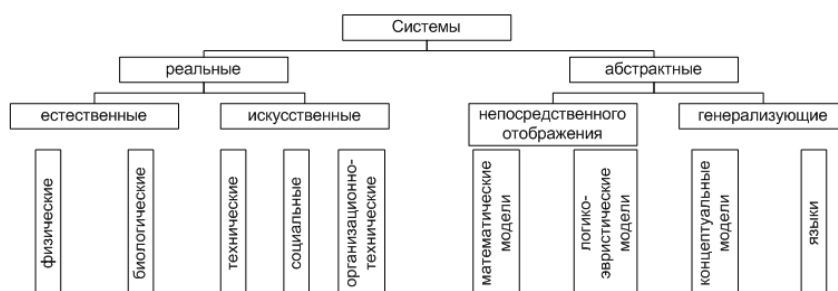 Системы
реальные
абстрактные
естественные
искусственные
непосредственного
отображения
генерализующие
физические
биологические
технические
социальные
организационно-
технические
математические
модели
логико-
эвристические
модели
концептуальные
модели
языки